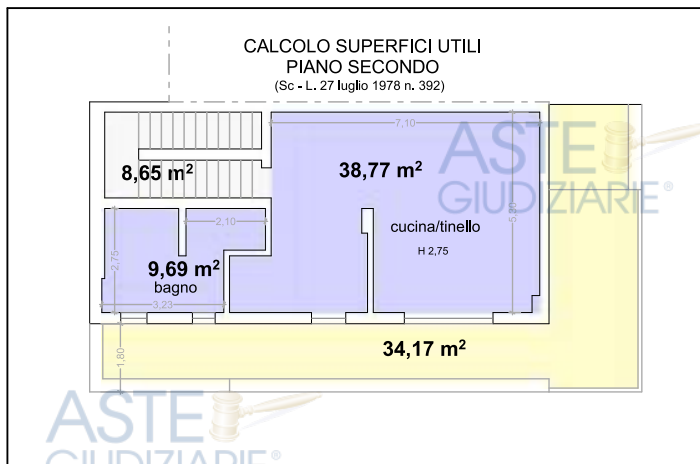 CALCOLO SUPERFICI UTILI
PIANO SECONDO
(Sc - L. 27 luglio 1978 n. 392)
7,10
ASTE
GIUDIZIARIE®
8,65 m²
38,77 m²
5,30
2,10
cucina/tinello
H 2,75
2,75
9,69 m²
bagno
3,23
1,80
34,17 m²
ASTE
GIUDIZIARIE®